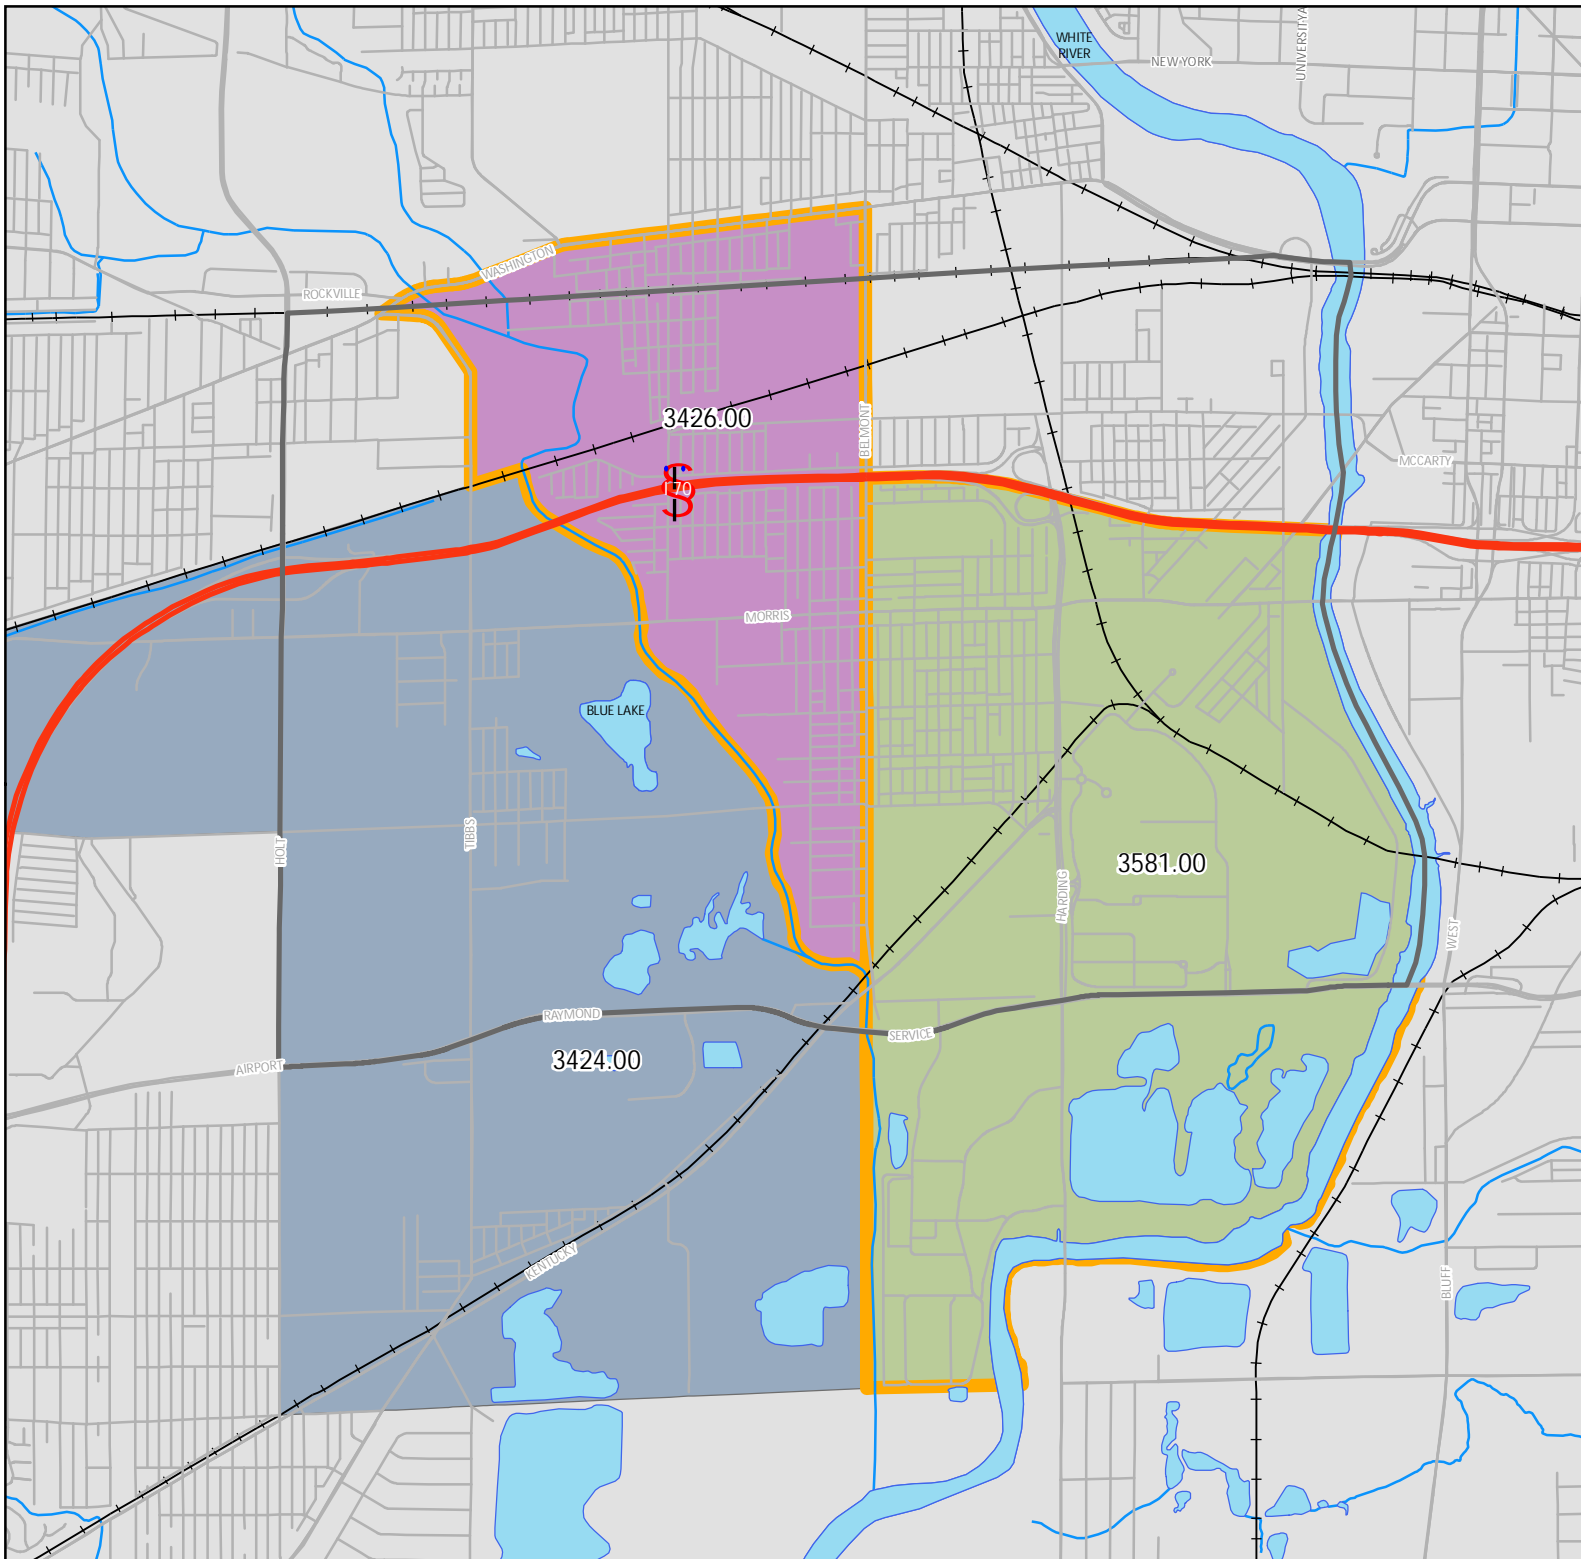 WHITE
RIVER
NEW YORK
UNIVERSITY
WASHINGTON
ROCKVILLE
3426.00
BELMONT
MCCARTY
I 70
MORRIS
BLUE LAKE
HOLT
TIBBS
3581.00
HARDING
WEST
RAYMOND
SERVICE
3424.00
AIRPORT
KENTUCKY
BLUFF